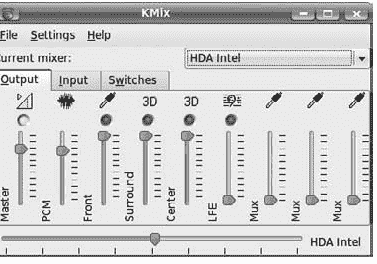 KMix
File Settings Help
Current mixer: HDA Intel
Output Input Switches
3D 3D
Master PCM Front Surround Center LFE Mux Mux Mux
HDA Intel